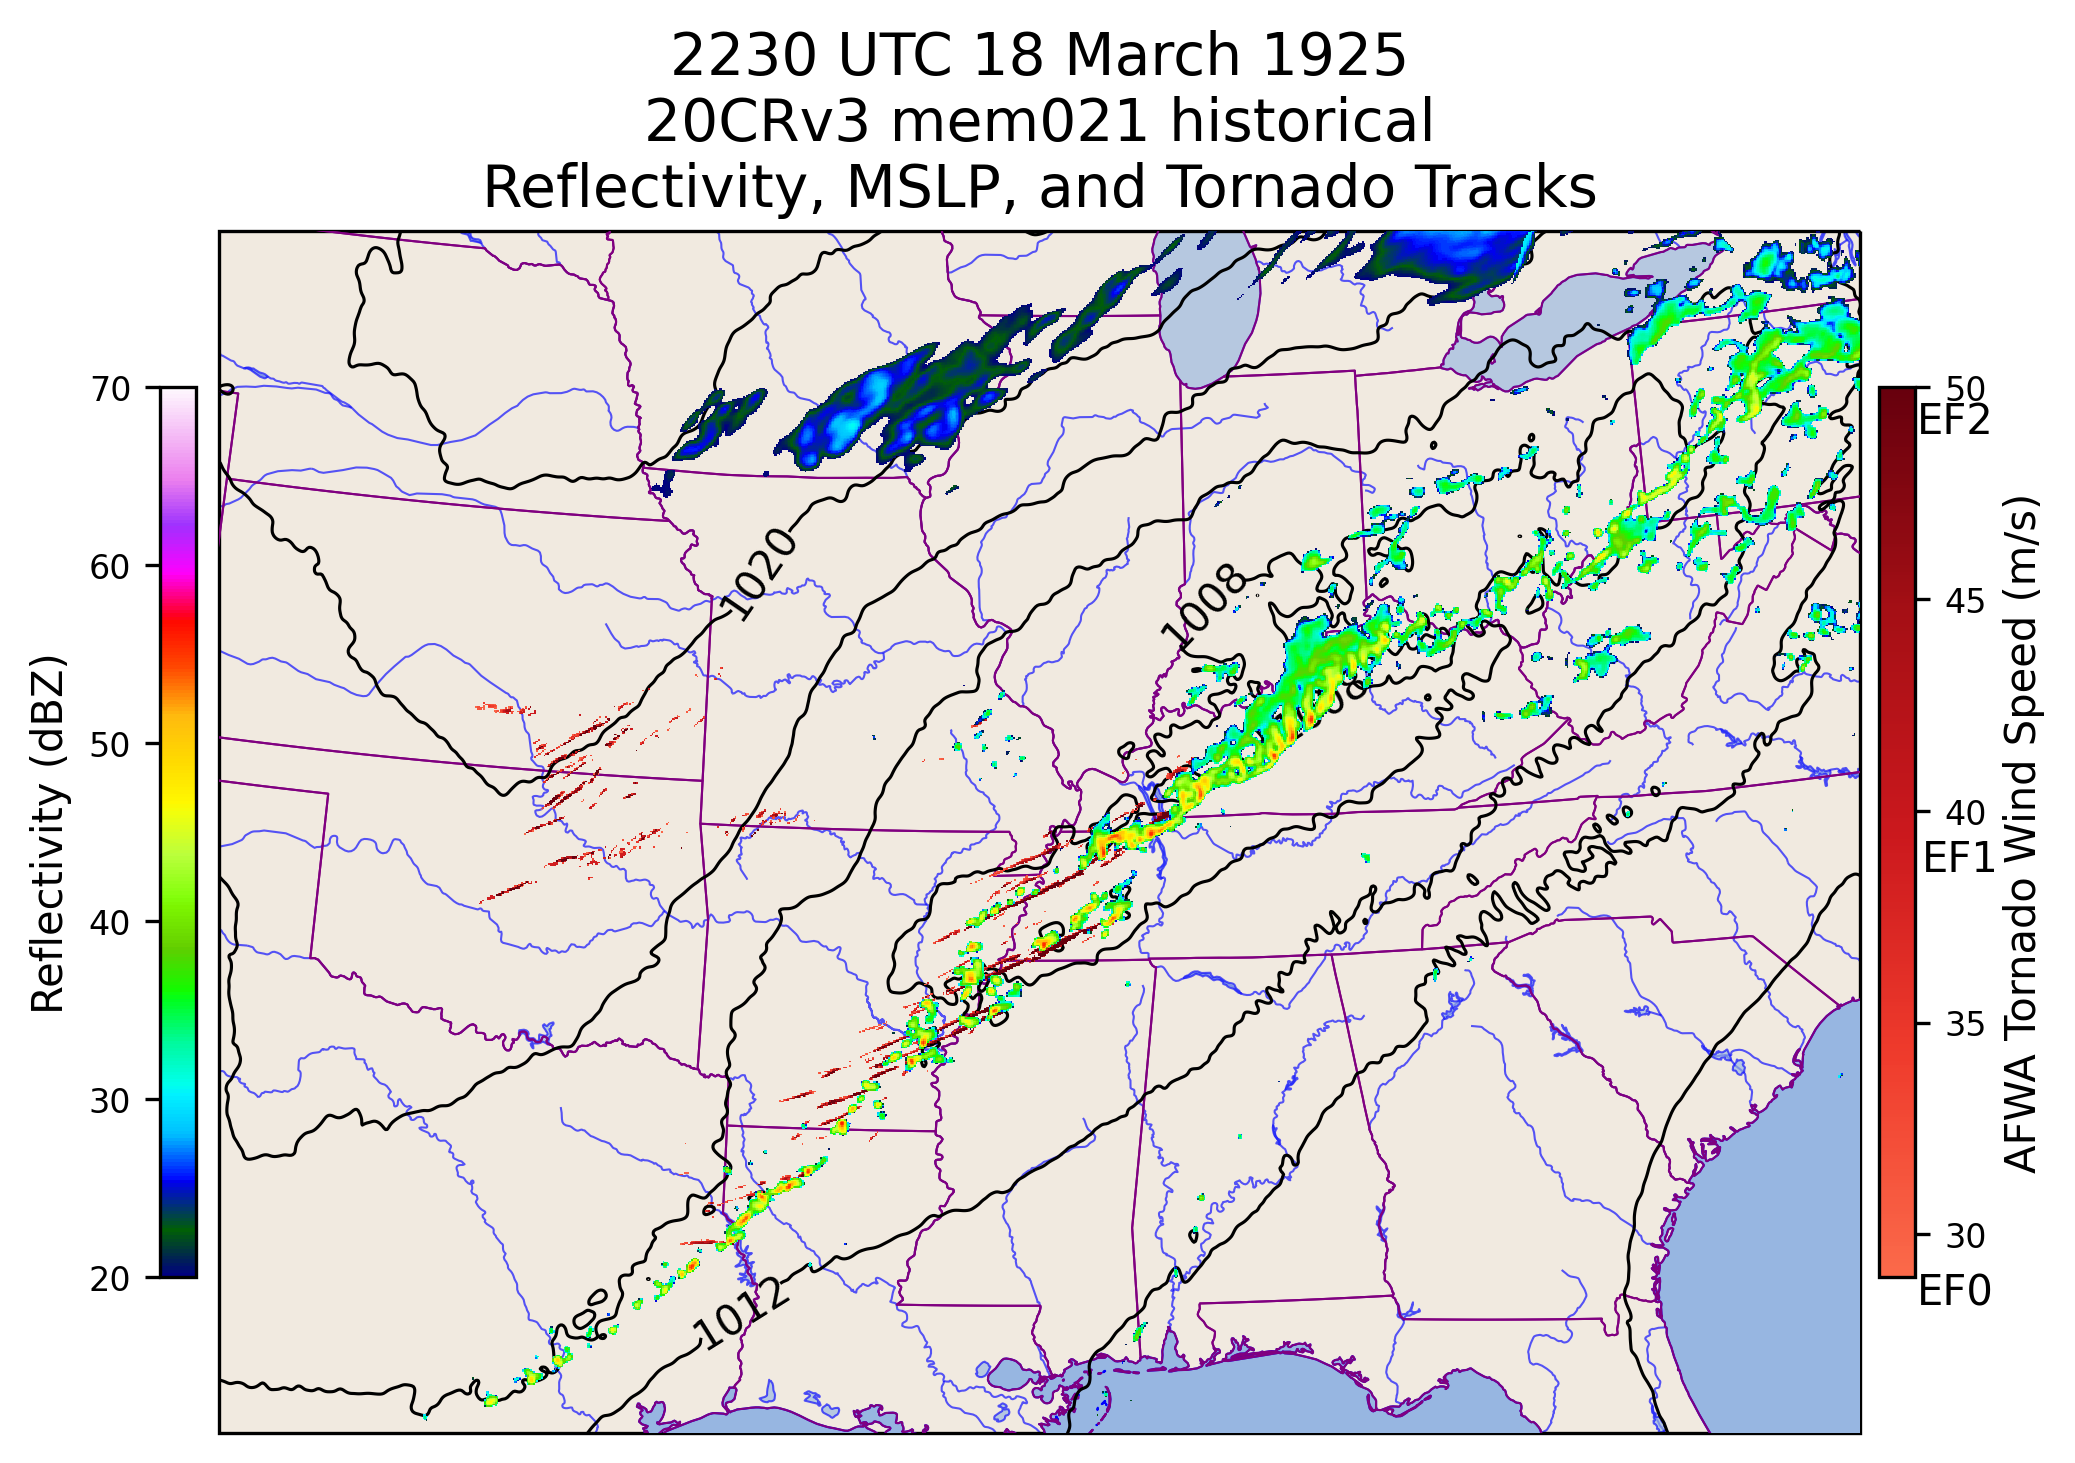 2230 UTC 18 March 1925
20CRv3 mem021 historical
Reflectivity, MSLP, and Tornado Tracks
Reflectivity (dBZ)
70
60
50
40
30
20
1020
1008
1012
50
EF2
45
40
EF1
35
30
EF0
AFWA Tornado Wind Speed (m/s)